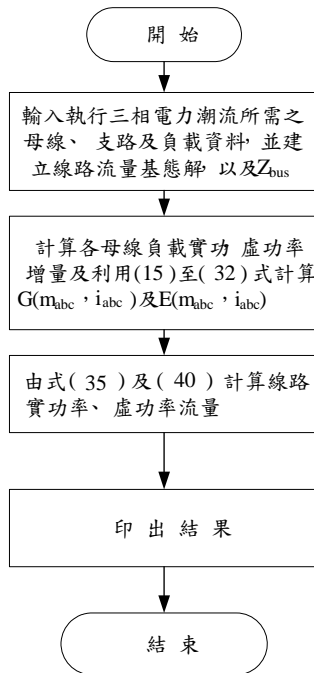 開 始
輸入執行三相電力潮流所需之
母線、 支路及負載資料, 並建
立線路流量基態解, 以及Zbus
計算各母線負載實功, 虛功率
增量及利用(15)至( 32 )式計算
G(mabc , iabc )及E(mabc , iabc)
由式( 35 )及( 40 ) 計算線路
實功率、虛功率流量
印 出 結 果
結 束